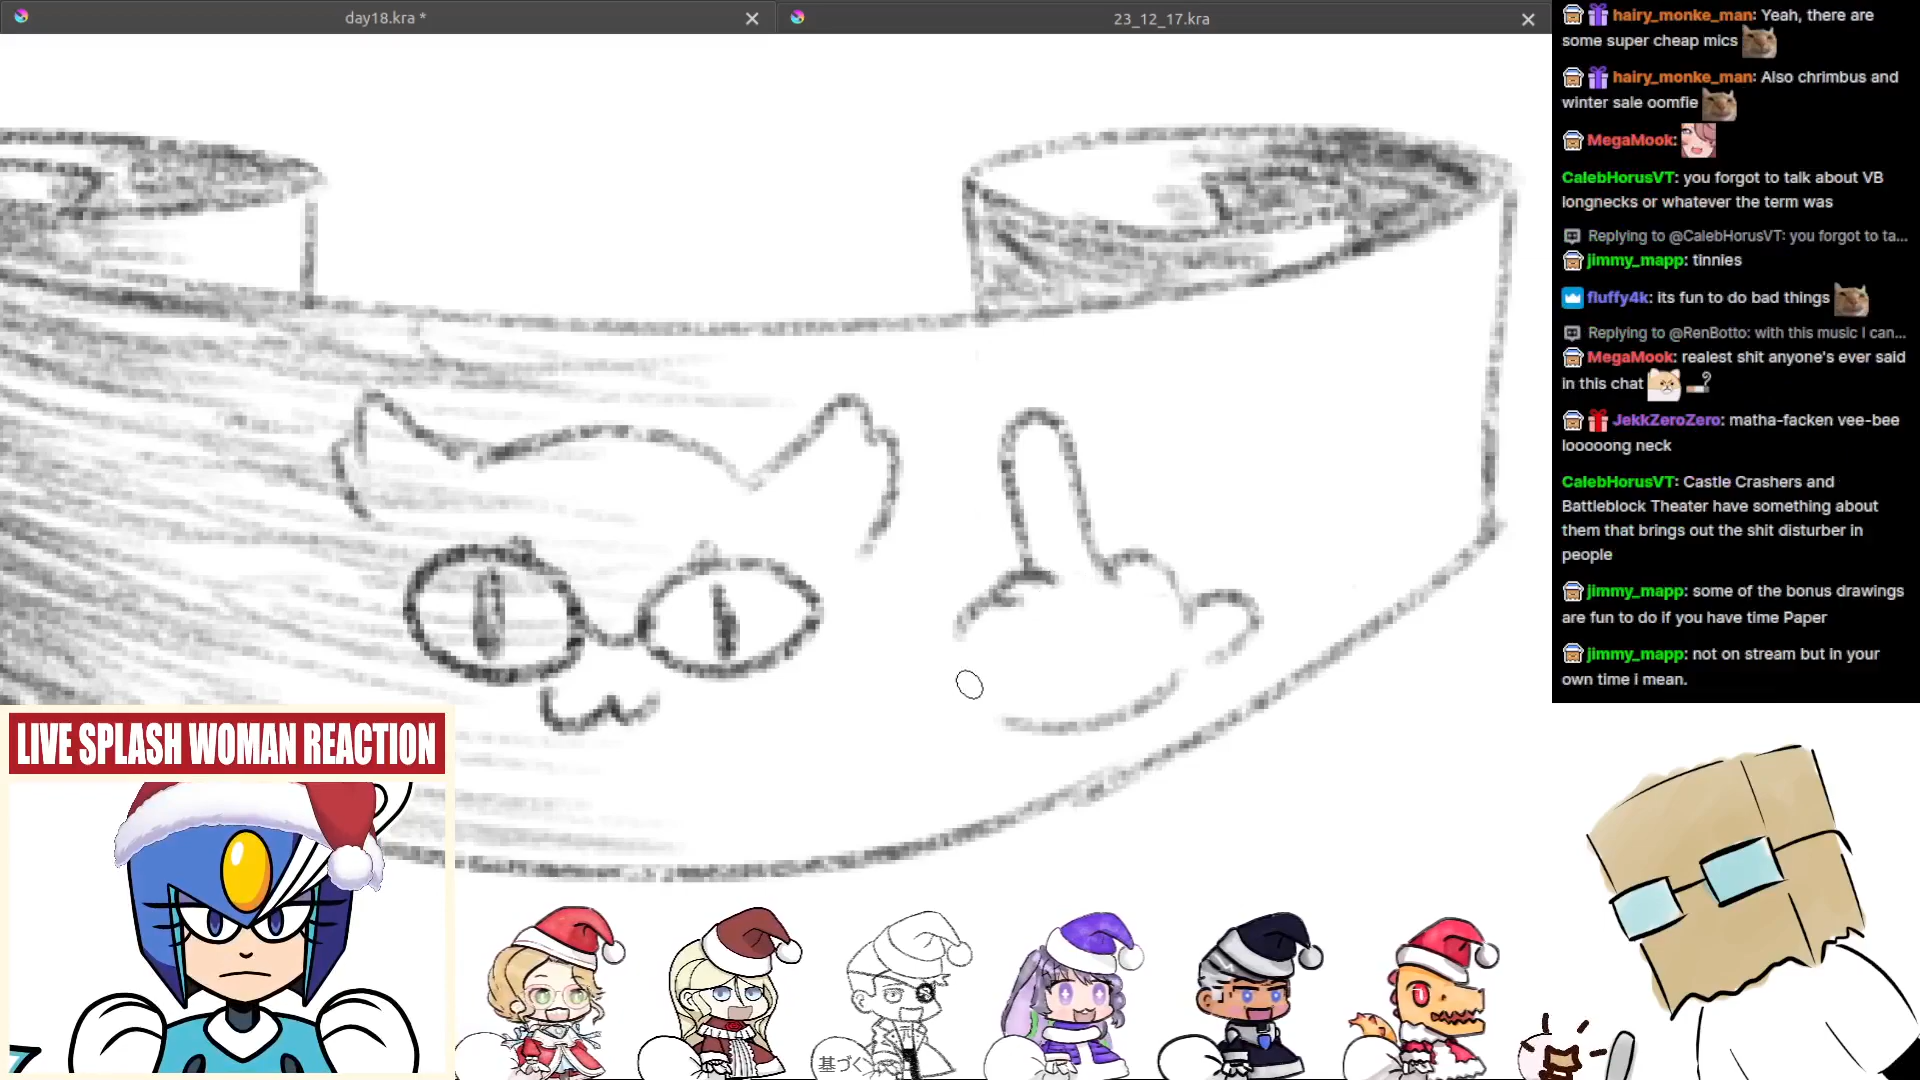 day18.kra *
23_12_17.kra
hairy_monke_man: Yeah, there are
some super cheap mics
hairy_monke_man: Also chrimbus and
winter sale oomfie
MegaMook:
CalebHorusVT: you forgot to talk about VB
longnecks or whatever the term was
Replying to @CalebHorusVT: you forgot to ta...
jimmy_mapp: tinnies
fluffy4k: its fun to do bad things
Replying to @RenBotto: with this music I can...
MegaMook: realest shit anyone's ever said
in this chat
JekkZeroZero: matha-facken vee-bee
looooong neck
CalebHorusVT: Castle Crashers and
Battleblock Theater have something about
them that brings out the shit disturber in
people
jimmy_mapp: some of the bonus drawings
are fun to do if you have time Paper
jimmy_mapp: not on stream but in your
own time i mean.
LIVE SPLASH WOMAN REACTION
基づく